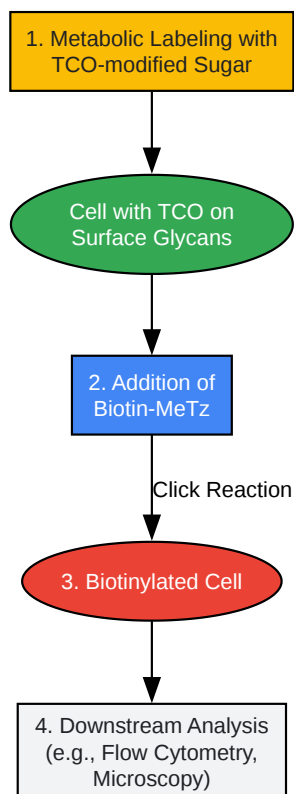 1. Metabolic Labeling with
TCO-modified Sugar
Cell with TCO on
Surface Glycans
2. Addition of
Biotin-MeTz
Click Reaction
3. Biotinylated Cell
4. Downstream Analysis
(e.g., Flow Cytometry,
Microscopy)